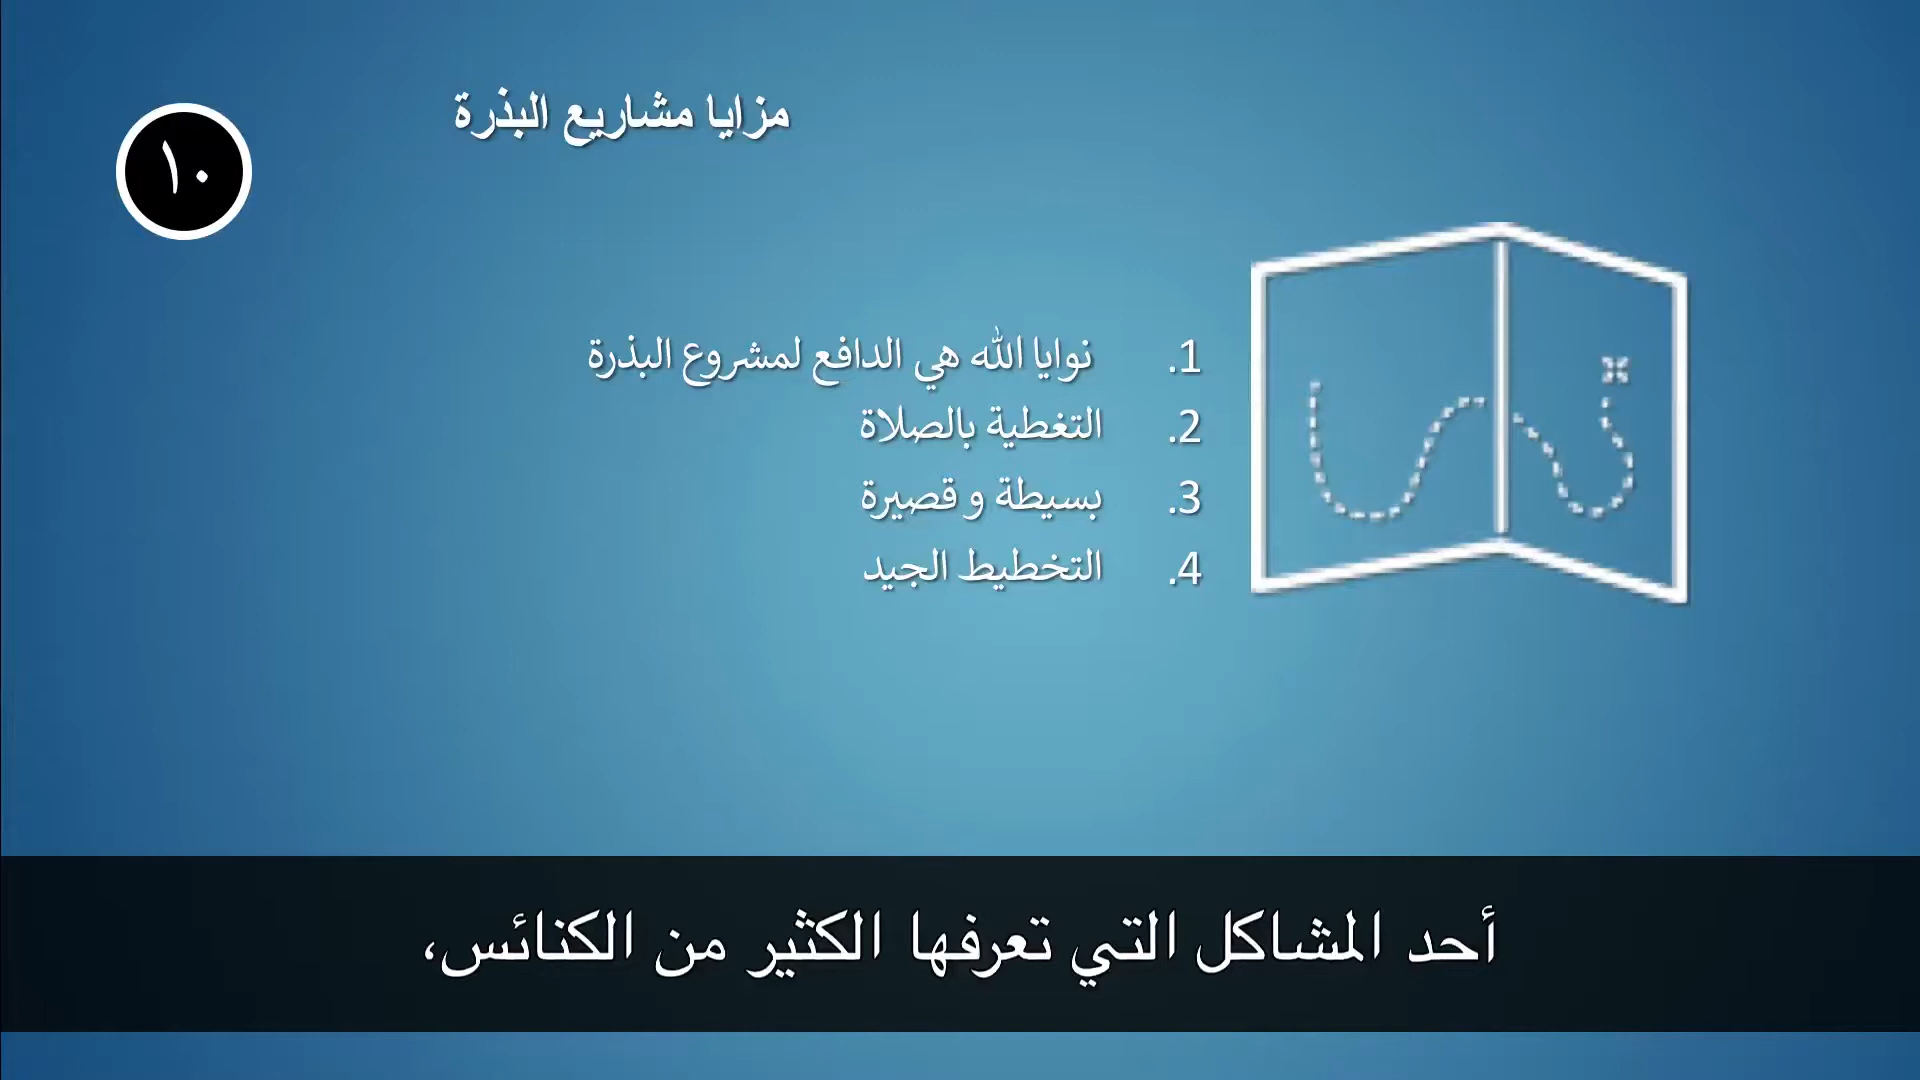 مزايا مشاريع البذرة
١٠
1. نوايا الله هي الدافع لمشروع البذرة
2. التغطية بالصلاة
3. بسيطة و قصيرة
4. التخطيط الجيد
أحد المشاكل التي تعرفها الكثير من الكنائس،